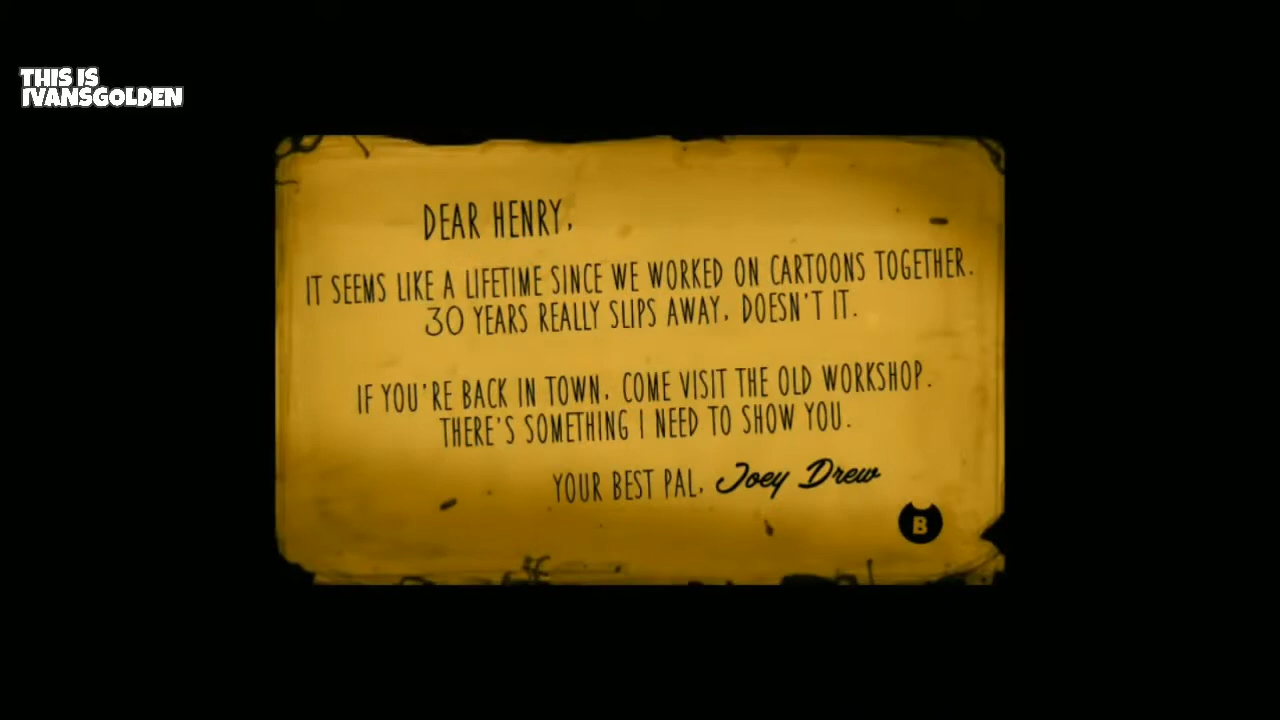 THIS IS
IVANSGOLDEN
DEAR HENRY,
IT SEEMS LIKE A LIFETIME SINCE WE WORKED ON CARTOONS TOGETHER.
30 YEARS REALLY SLIPS AWAY, DOESN'T IT.
IF YOU'RE BACK IN TOWN, COME VISIT THE OLD WORKSHOP.
THERE'S SOMETHING I NEED TO SHOW YOU.
YOUR BEST PAL, Joey Drew
B